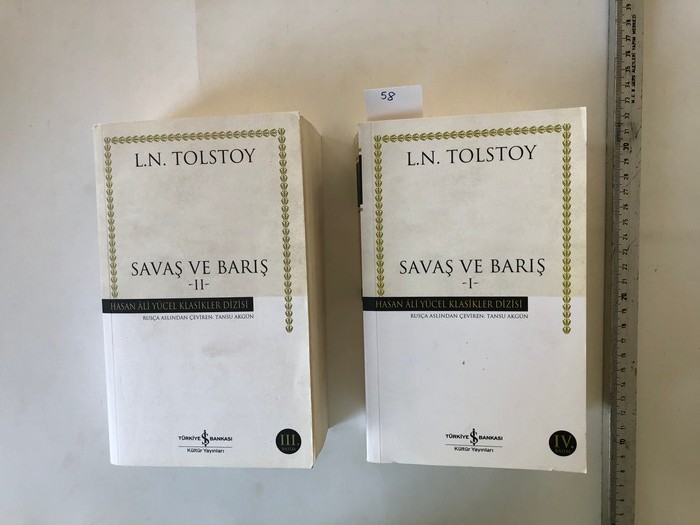 58
L.N. TOLSTOY
SAVAŞ VE BARIŞ
-II-
HASAN ÂLİ YÜCEL KLASİKLER DİZİSİ
RUSÇA ASLINDAN ÇEVİREN: TANSU AKGÜN
TÜRKİYE İŞ BANKASI
Kültür Yayınları
III.
L.N. TOLSTOY
SAVAŞ VE BARIŞ
-I-
HASAN ÂLİ YÜCEL KLASİKLER DİZİSİ
RUSÇA ASLINDAN ÇEVİREN: TANSU AKGÜN
TÜRKİYE İŞ BANKASI
Kültür Yayınları
IV.